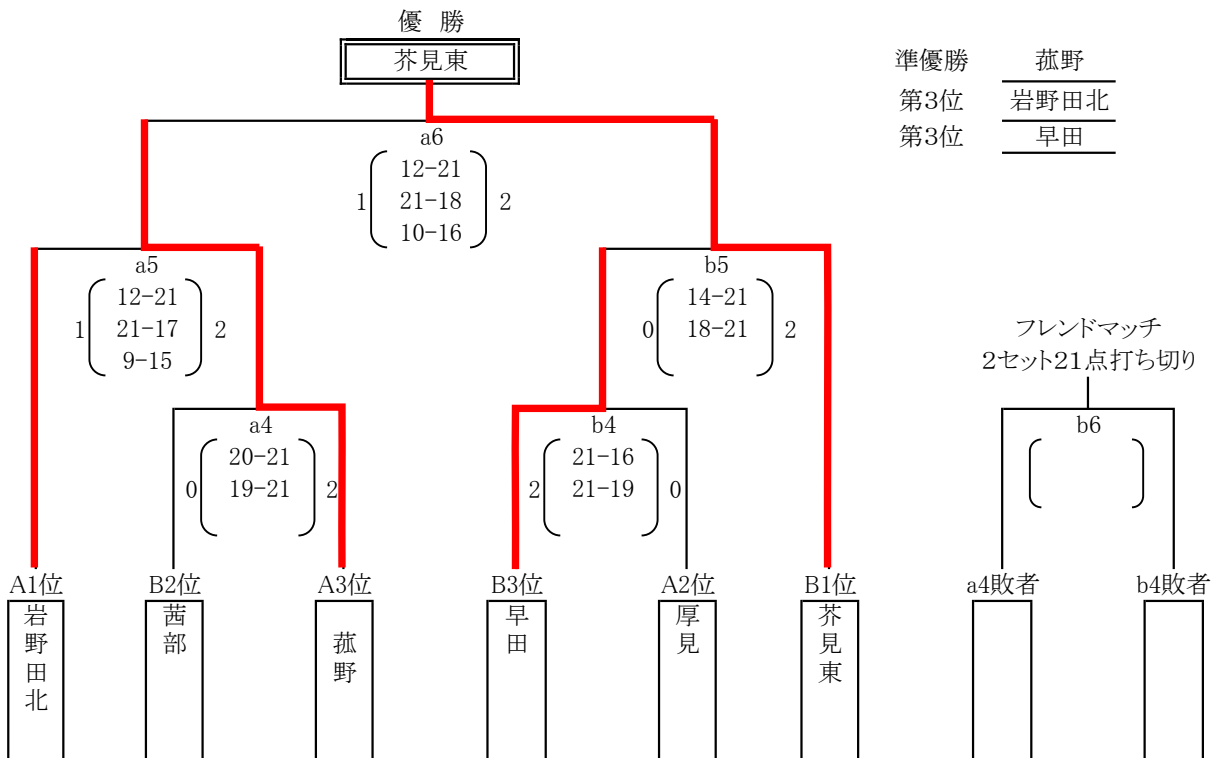 優 勝
芥見東
準優勝 菰野
第3位 岩野田北
第3位 早田
a6
12-21
1 21-18 2
10-16
a5
12-21
1 21-17 2
9-15
b5
14-21
0 18-21 2
フレンドマッチ
2セット21点打ち切り
a4
20-21
0 19-21 2
b4
21-16
2 21-19 0
b6
A1位 B2位 A3位 B3位 A2位 B1位 a4敗者 b4敗者
岩野田北
茜部
菰野
早田
厚見
芥見東